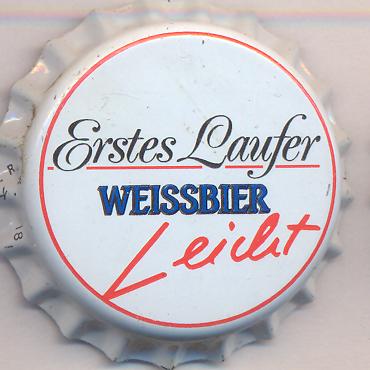 Erstes Laufer
WEISSBIER
Leicht